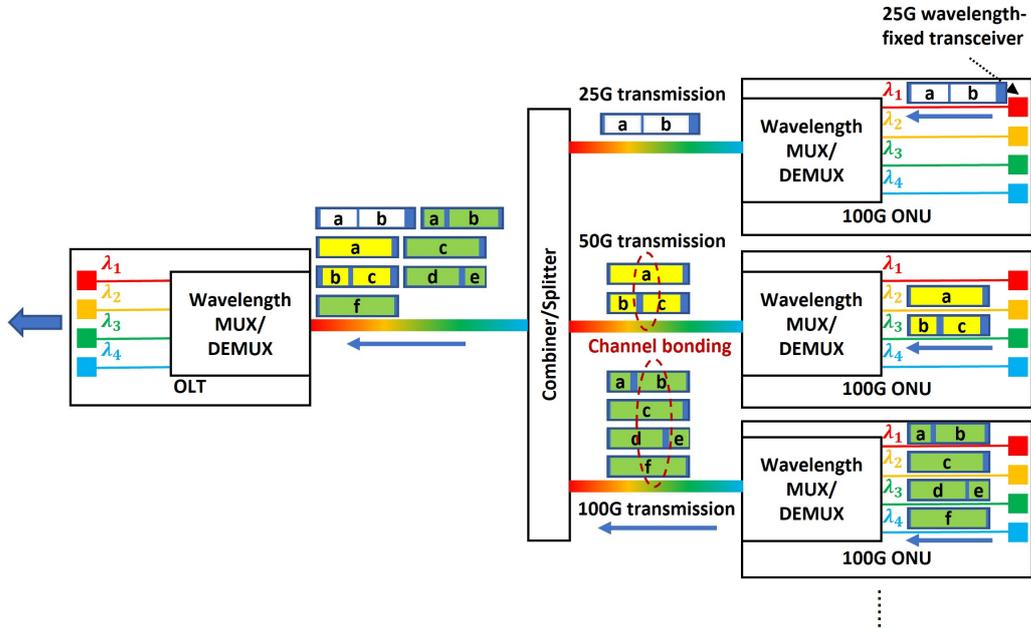 25G wavelength-
fixed transceiver
25G transmission
a b
λ1 a b
λ2
λ3
λ4
Wavelength
MUX/
DEMUX
100G ONU
50G transmission
a
b c
Channel bonding
λ1
λ2 a
λ3 b c
λ4
Wavelength
MUX/
DEMUX
100G ONU
a b
c
d e
f
100G transmission
λ1 a b
λ2 c
λ3 d e
λ4 f
Wavelength
MUX/
DEMUX
100G ONU
Combiner/Splitter
a b a b
a c
b c d e
f
λ1
λ2
λ3
λ4
Wavelength
MUX/
DEMUX
OLT